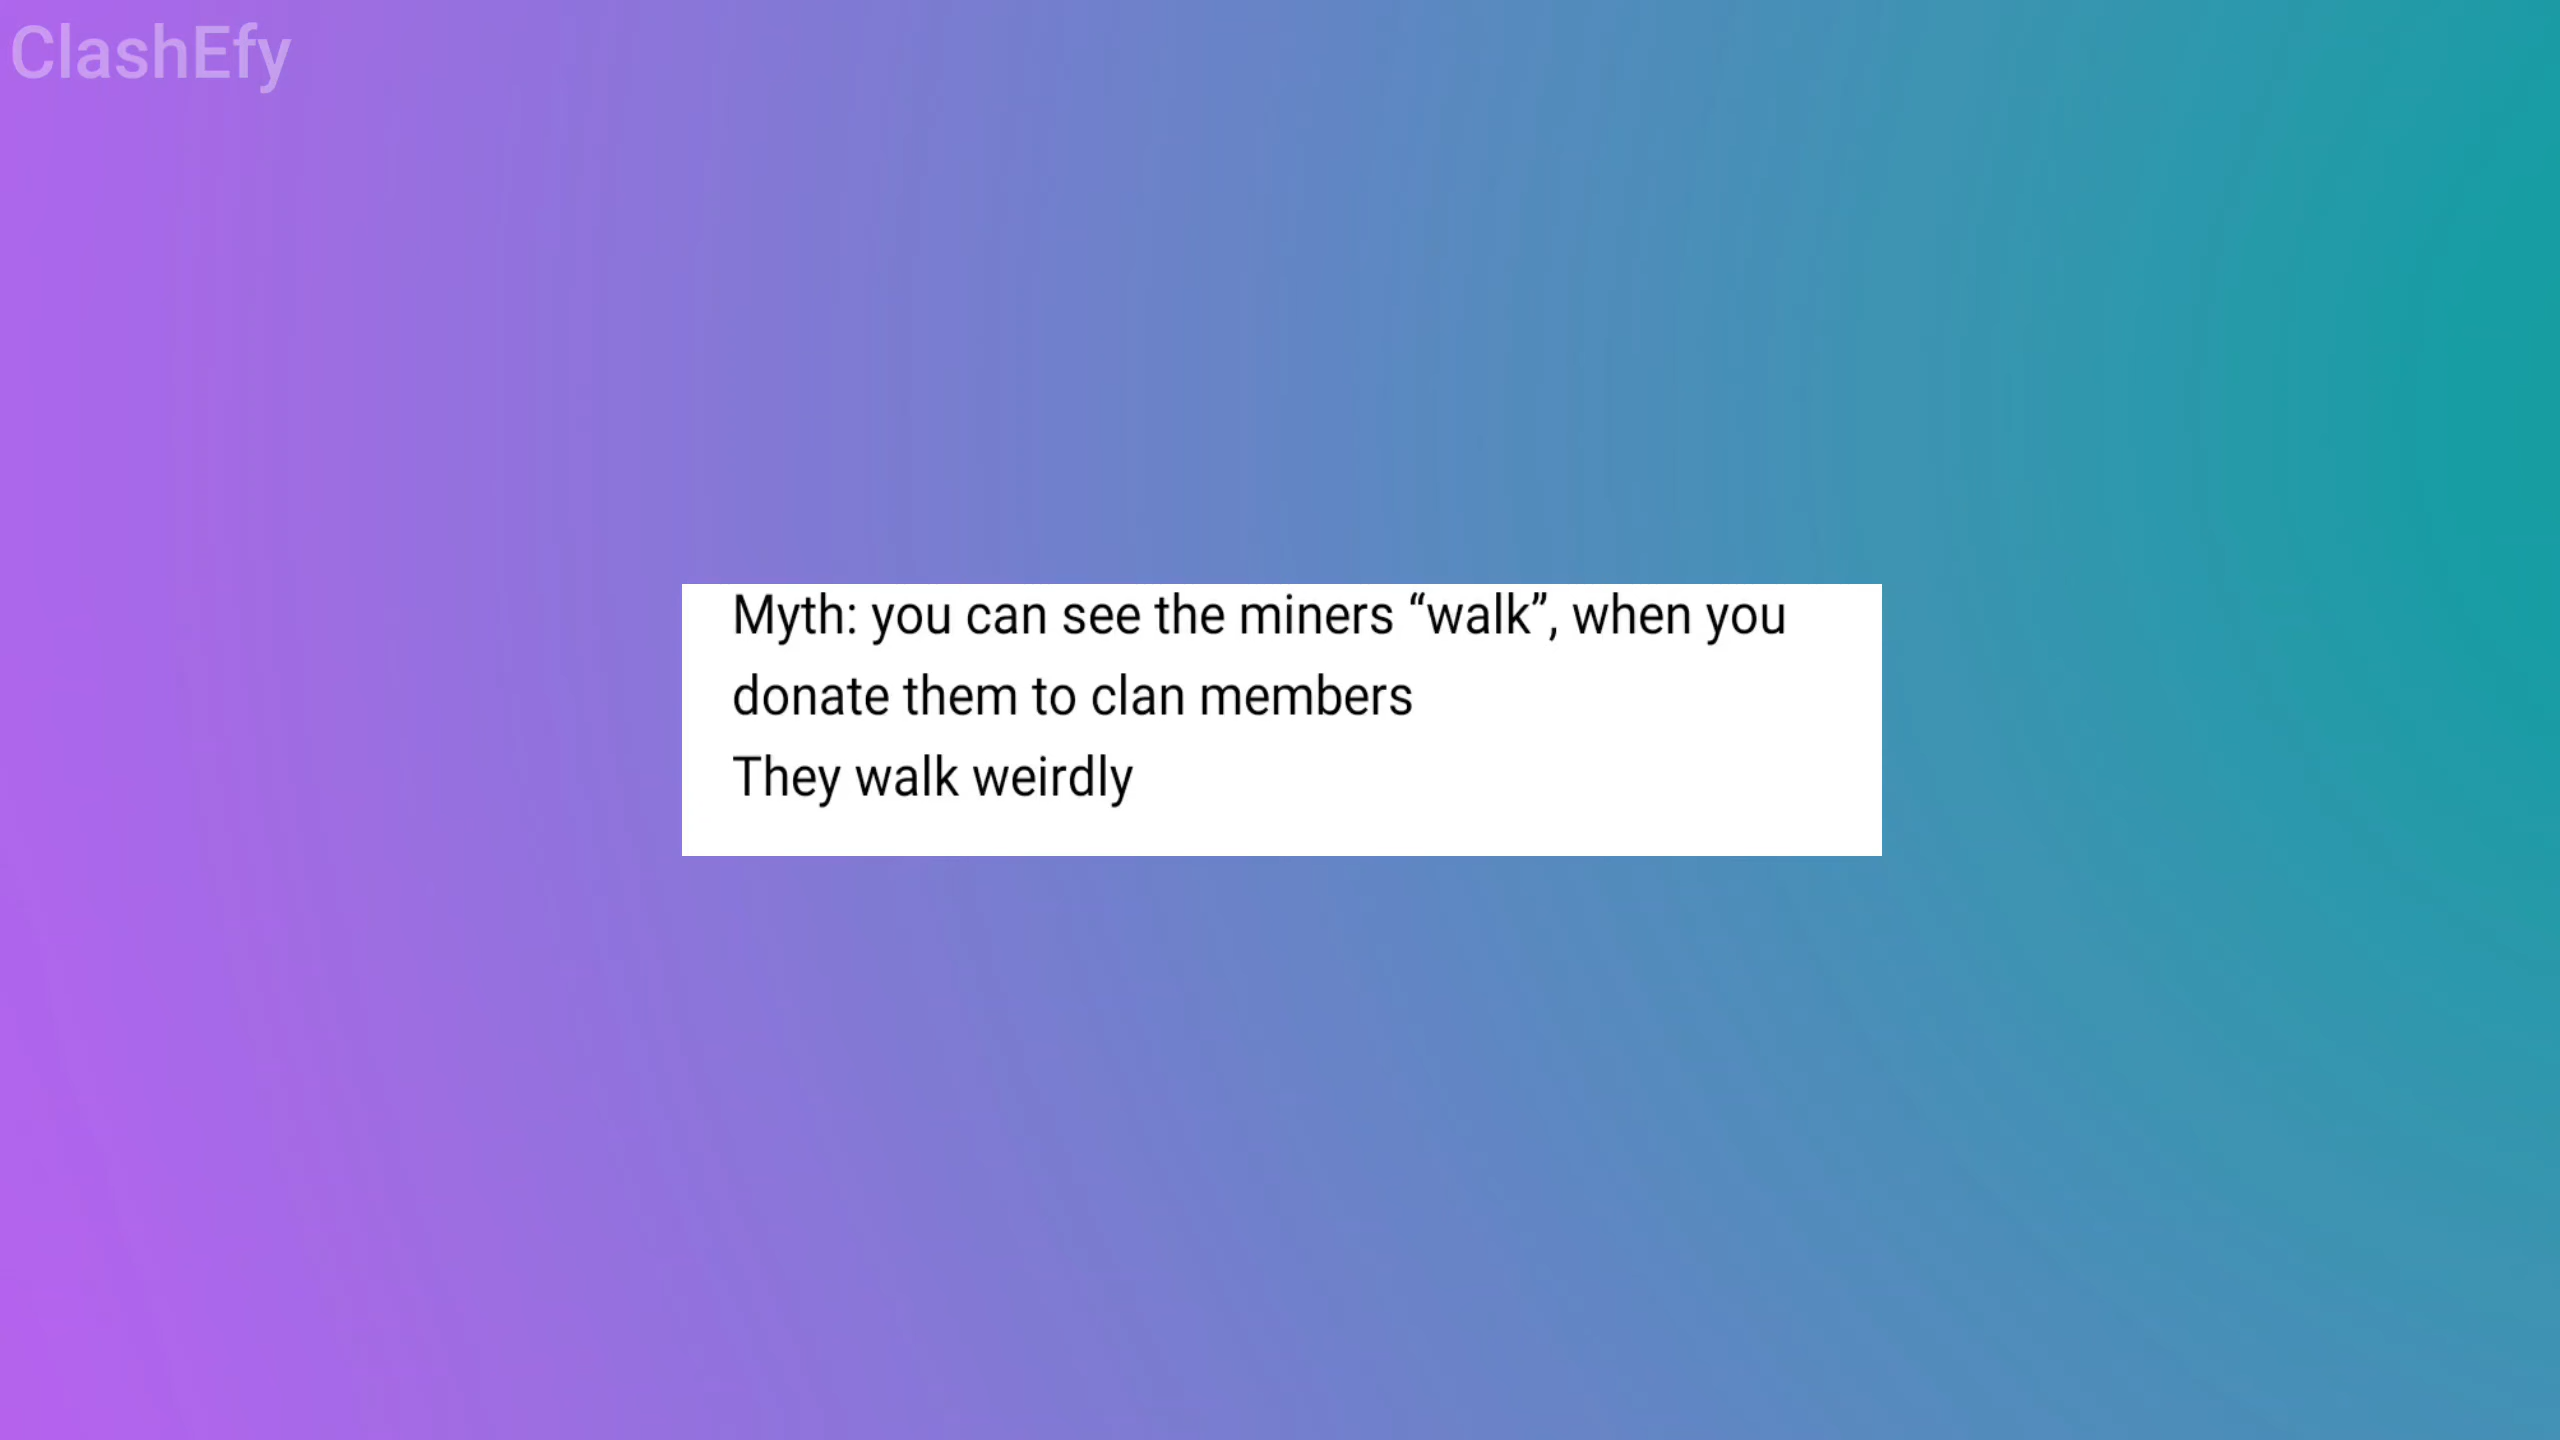 ClashEfy
Myth: you can see the miners “walk”, when you
donate them to clan members
They walk weirdly